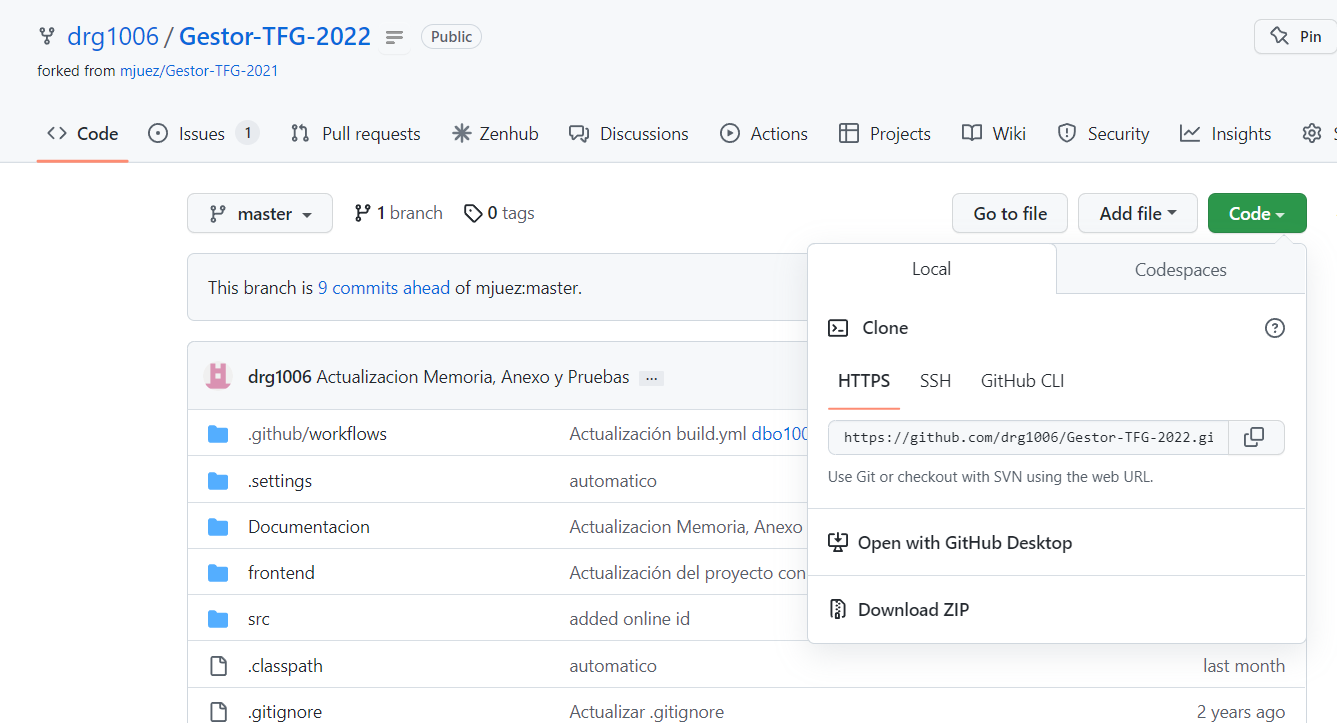 drg1006 / Gestor-TFG-2022 Public Pin
forked from mjuez/Gestor-TFG-2021
Code Issues 1 Pull requests Zenhub Discussions Actions Projects Wiki Security Insights
master 1 branch 0 tags Go to file Add file Code
This branch is 9 commits ahead of mjuez:master.
drg1006 Actualizacion Memoria, Anexo y Pruebas ...
.github/workflows Actualización build.yml dbo100
.settings automatico
Documentacion Actualizacion Memoria, Anexo
frontend Actualización del proyecto con
src added online id
.classpath automatico last month
.gitignore Actualizar .gitignore 2 years ago
Local Codespaces
Clone
HTTPS SSH GitHub CLI
https://github.com/drg1006/Gestor-TFG-2022.gi
Use Git or checkout with SVN using the web URL.
Open with GitHub Desktop
Download ZIP